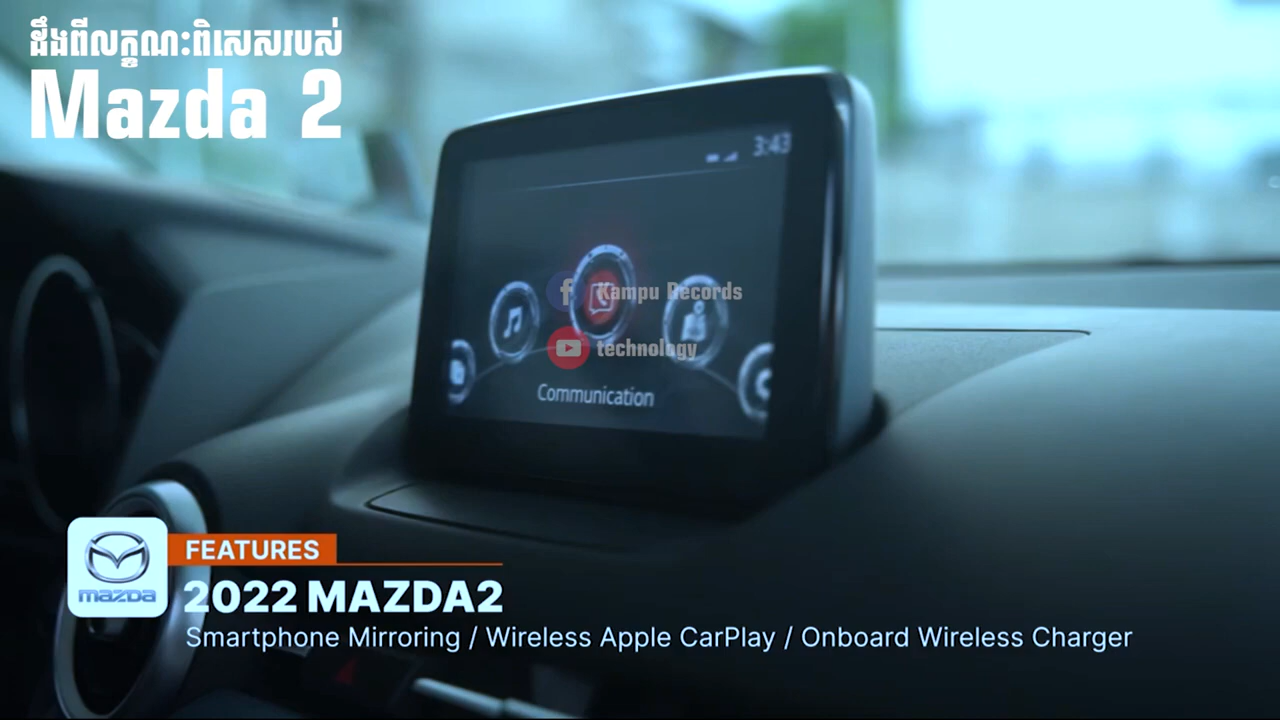 ដឹងពីលក្ខណៈពិសេសរបស់
Mazda 2
3:43
Kampu Records
technology
Communication
FEATURES
mazda
2022 MAZDA2
Smartphone Mirroring / Wireless Apple CarPlay / Onboard Wireless Charger